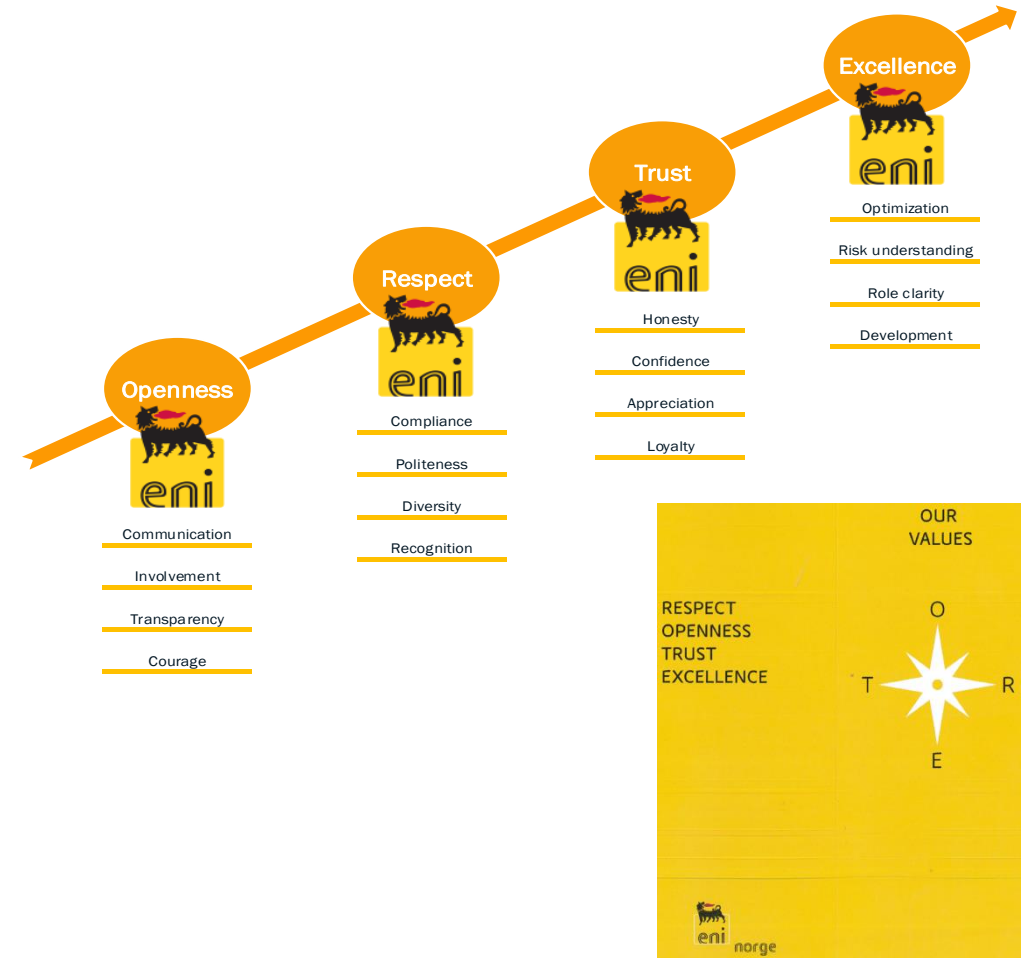 Openness
eni
Communication
Involvement
Transparency
Courage
Respect
eni
Compliance
Politeness
Diversity
Recognition
Trust
eni
Honesty
Confidence
Appreciation
Loyalty
Excellence
eni
Optimization
Risk understanding
Role clarity
Development
OUR
VALUES
RESPECT
OPENNESS
TRUST
EXCELLENCE
O
T R
E
eni norge